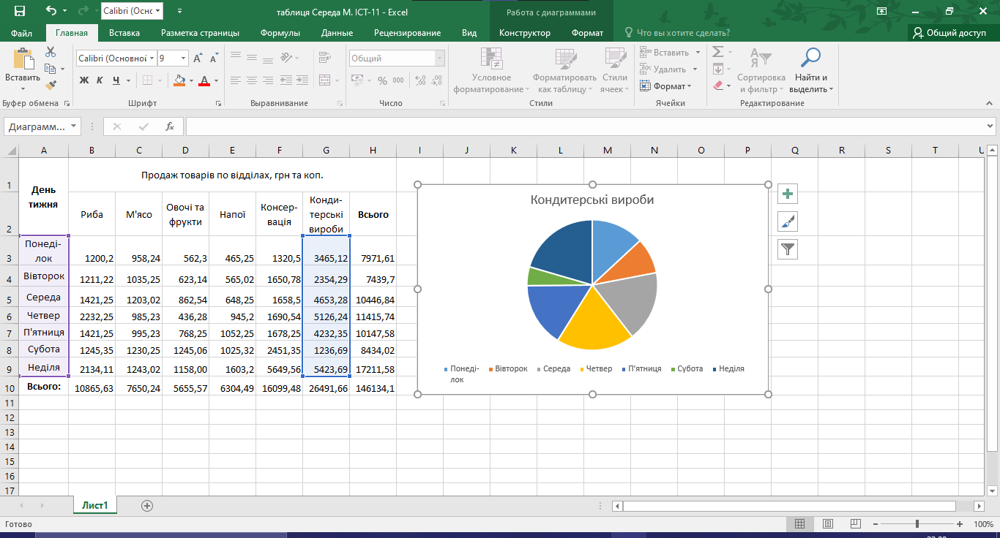 Calibri (Оснс
таблиця Середа М. ІСТ-11 - Excel
Работа с диаграммами
Файл Главная Вставка Разметка страницы Формулы Данные Рецензирование Вид Конструктор Формат Что вы хотите сделать? Общий доступ
Вставить
Calibri (Основної 9
Ж К Ч
А
Общий
% 000
Условное форматирование
Форматировать как таблицу
Стили ячеек
Вставить
Удалить
Формат
Сортировка и фильтр
Найти и выделить
Буфер обмена Шрифт Выравнивание Число Стили Ячейки Редактирование
Диаграмм... fx
A B C D E F G H I J K L M N O P Q R S T U
1 День тижня Продаж товарів по відділах, грн та коп.
2 Риба М'ясо Овочі та фрукти Напої Консер-вація Конди-терські вироби Всього
3 Понеді-лок 1200,2 958,24 562,3 465,25 1320,5 3465,12 7971,61
4 Вівторок 1211,22 1035,25 623,14 565,02 1650,78 2354,29 7439,7
5 Середа 1421,25 1203,02 862,54 648,25 1658,5 4653,28 10446,84
6 Четвер 2232,25 985,23 436,28 945,2 1690,54 5126,24 11415,74
7 П'ятниця 1421,25 995,23 768,25 1052,25 1678,25 4232,35 10147,58
8 Субота 1245,35 1230,25 1245,06 1025,32 2451,35 1236,69 8434,02
9 Неділя 2134,11 1243,02 1158,00 1603,2 5649,56 5423,69 17211,58
10 Всього: 10865,63 7650,24 5655,57 6304,49 16099,48 26491,66 146134,1
11
12
13
14
15
16
17
Кондитерські вироби
Понеді-лок Вівторок Середа Четвер П'ятниця Субота Неділя
Лист1
Готово
100%